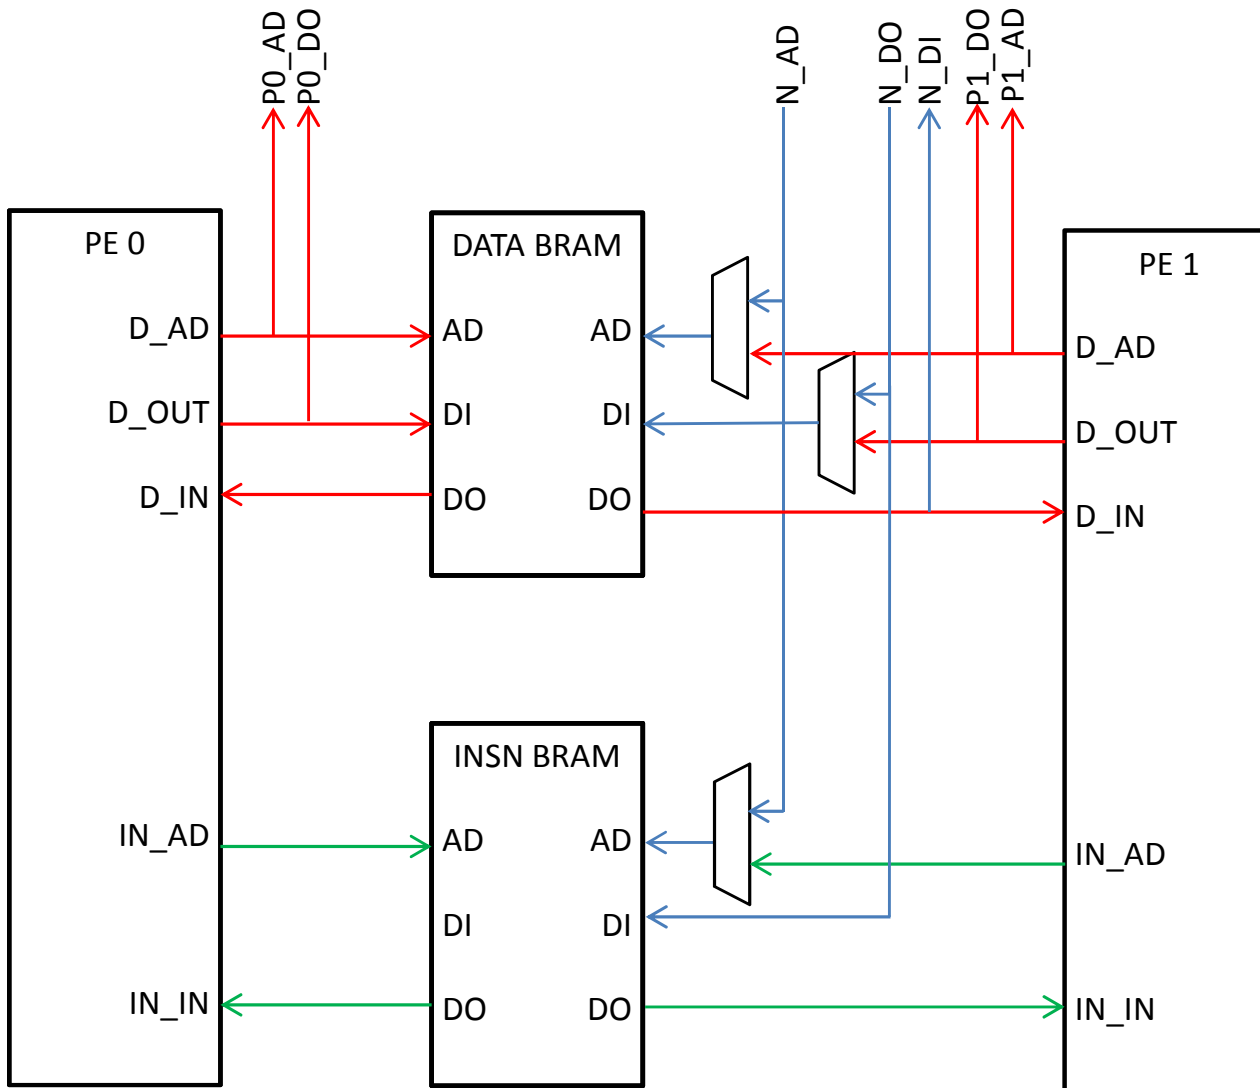 P0_AD
P0_DO
N_AD
N_DO
N_DI
P1_DO
P1_AD
PE 0
DATA BRAM
PE 1
D_AD
AD
AD
D_AD
D_OUT
DI
DI
D_OUT
D_IN
DO
DO
D_IN
INSN BRAM
IN_AD
AD
AD
IN_AD
DI
DI
IN_IN
DO
DO
IN_IN